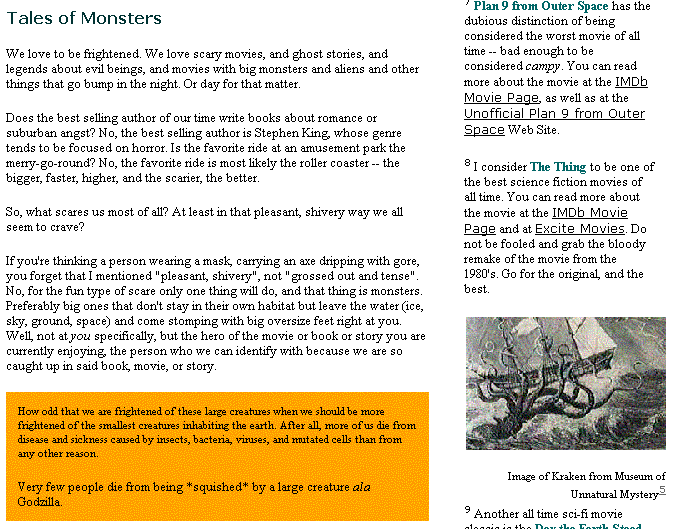 Tales of Monsters
We love to be frightened. We love scary movies, and ghost stories, and
legends about evil beings, and movies with big monsters and aliens and other
things that go bump in the night. Or day for that matter.
Does the best selling author of our time write books about romance or
suburban angst? No, the best selling author is Stephen King, whose genre
tends to be focused on horror. Is the favorite ride at an amusement park the
merry-go-round? No, the favorite ride is most likely the roller coaster -- the
bigger, faster, higher, and the scarier, the better.
So, what scares us most of all? At least in that pleasant, shivery way we all
seem to crave?
If you're thinking a person wearing a mask, carrying an axe dripping with gore,
you forget that I mentioned "pleasant, shivery", not "grossed out and tense".
No, for the fun type of scare only one thing will do, and that thing is monsters.
Preferably big ones that don't stay in their own habitat but leave the water (ice,
sky, ground, space) and come stomping with big oversize feet right at you.
Well, not at you specifically, but the hero of the movie or book or story you are
currently enjoying, the person who we can identify with because we are so
caught up in said book, movie, or story.
How odd that we are frightened of these large creatures when we should be more
frightened of the smallest creatures inhabiting the earth. After all, more of us die from
disease and sickness caused by insects, bacteria, viruses, and mutated cells than from
any other reason.
Very few people die from being *squished* by a large creature ala
Godzilla.
7 Plan 9 from Outer Space has the
dubious distinction of being
considered the worst movie of all
time -- bad enough to be
considered campy. You can read
more about the movie at the IMDb
Movie Page, as well as at the
Unofficial Plan 9 from Outer
Space Web Site.
8 I consider The Thing to be one of
the best science fiction movies of
all time. You can read more about
the movie at the IMDb Movie
Page and at Excite Movies. Do
not be fooled and grab the bloody
remake of the movie from the
1980's. Go for the original, and the
best.
Image of Kraken from Museum of
Unnatural Mystery5
9 Another all time sci-fi movie
classic is the Day the Earth Stood